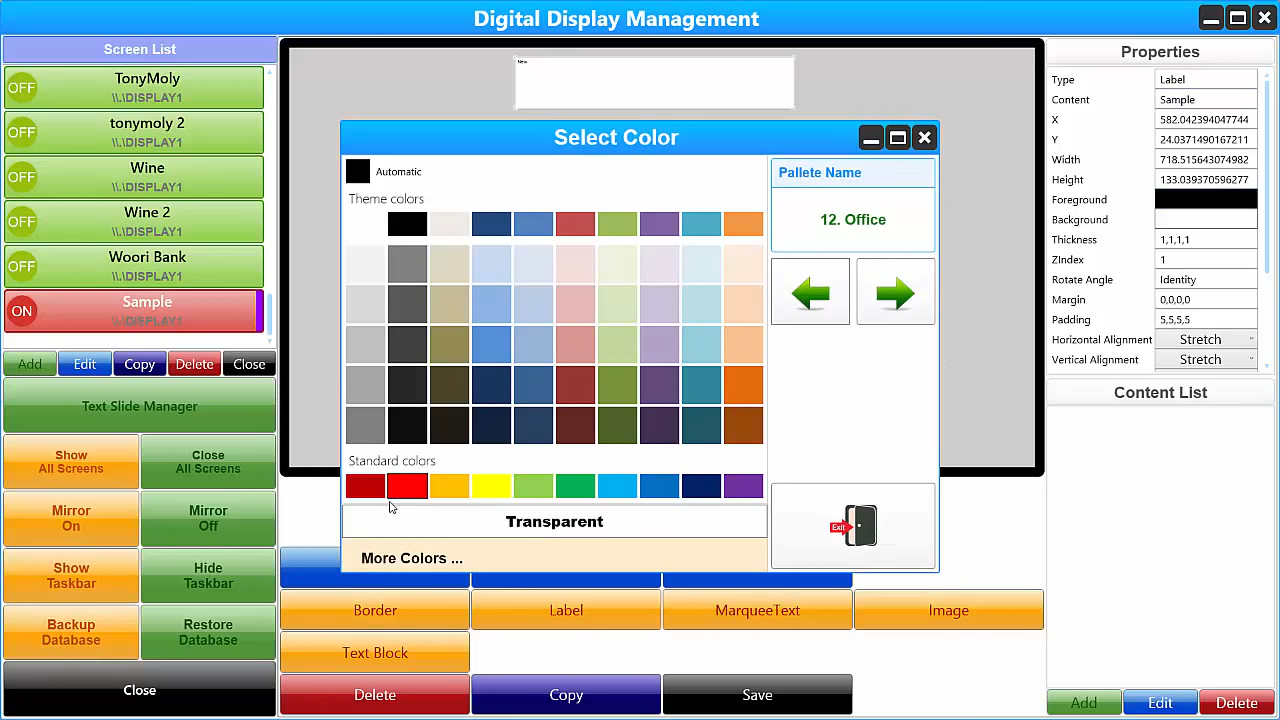 Digital Display Management
Screen List
OFF
TonyMoly
\\.\DISPLAY1
OFF
tonymoly 2
\\.\DISPLAY1
OFF
Wine
\\.\DISPLAY1
OFF
Wine 2
\\.\DISPLAY1
OFF
Woori Bank
\\.\DISPLAY1
ON
Sample
\\.\DISPLAY1
Add
Edit
Copy
Delete
Close
Text Slide Manager
Show
All Screens
Close
All Screens
Mirror
On
Mirror
Off
Show
Taskbar
Hide
Taskbar
Backup
Database
Restore
Database
Close
New
Select Color
Automatic
Theme colors
Standard colors
Transparent
More Colors ...
Pallete Name
12. Office
Exit
Border
Label
MarqueeText
Image
Text Block
Delete
Copy
Save
Properties
Type Label
Content Sample
X 582.042394047744
Y 24.0371490167211
Width 718.515643074982
Height 133.039370596277
Foreground
Background
Thickness 1,1,1,1
ZIndex 1
Rotate Angle Identity
Margin 0,0,0,0
Padding 5,5,5,5
Horizontal Alignment Stretch
Vertical Alignment Stretch
Content List
Add
Edit
Delete